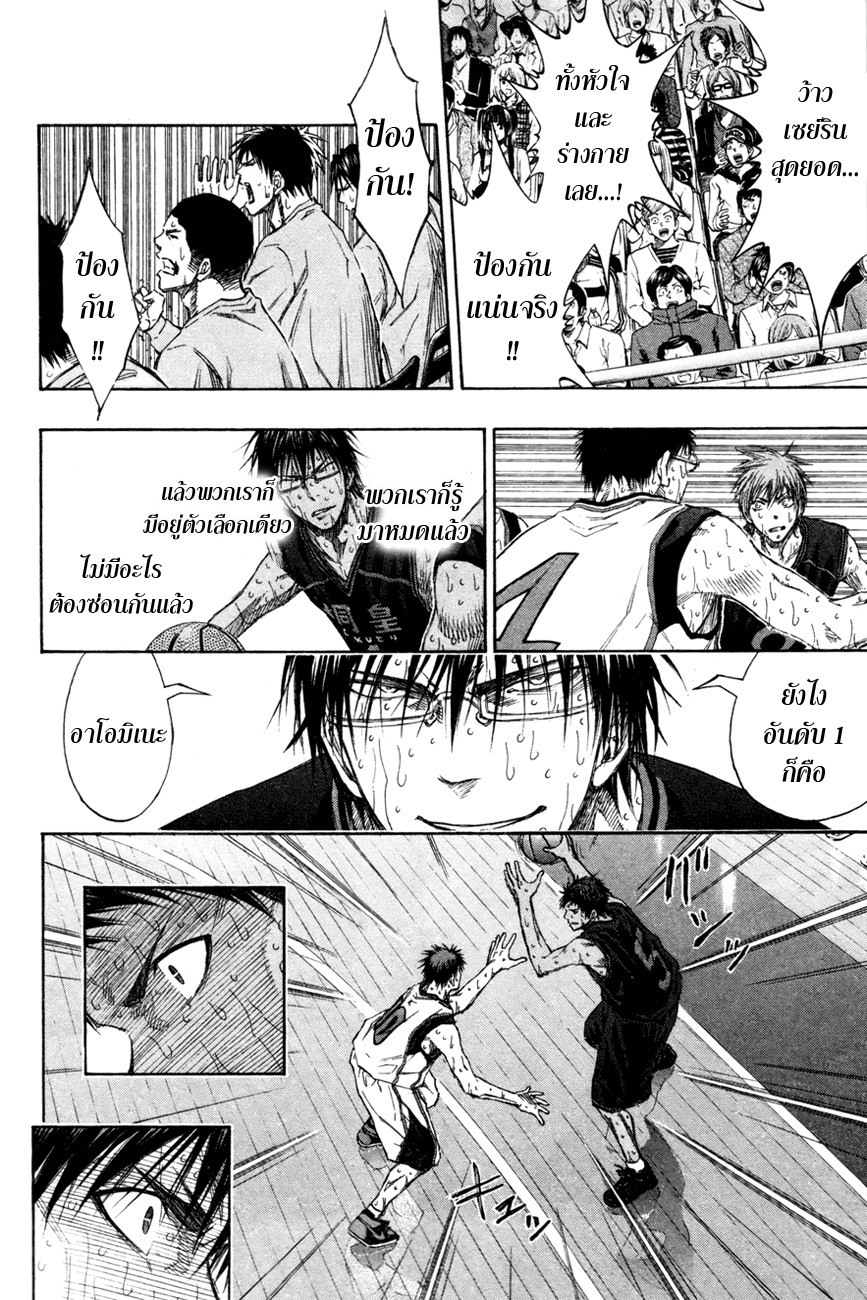 ว้าว
เซย์ริน
สุดยอด...
ทั้งหัวใจ
และ
ร่างกาย
เลย...!
ป้องกัน
แน่นจริง
!!
ป้อง
กัน!
ป้อง
กัน
!!
พวกเราก็รู้
มาหมดแล้ว
แล้วพวกเราก็
มีอยู่ตัวเลือกเดียว
ไม่มีอะไร
ต้องซ่อนกันแล้ว
桐皇
ยังไง
อันดับ 1
ก็คือ
อาโอมิเนะ